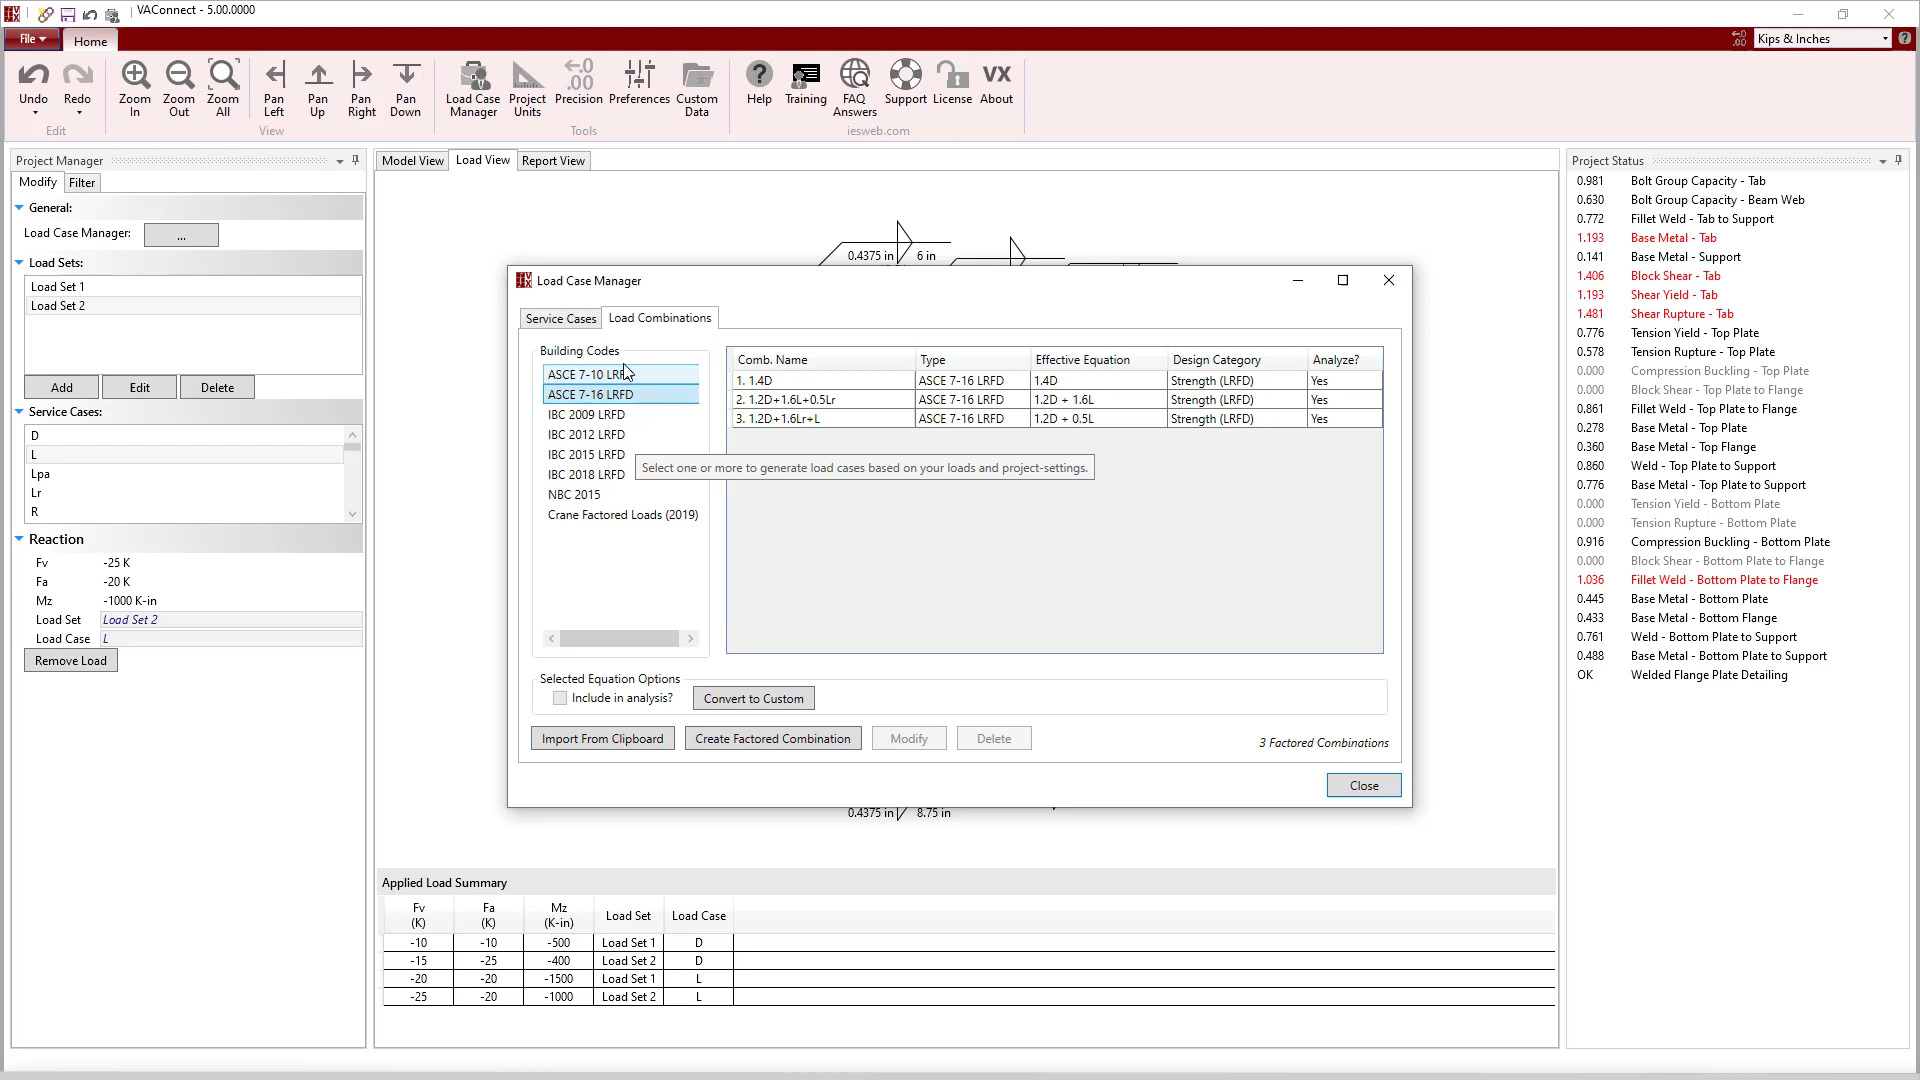 VAConnect - 5.00.0000
File
Home
Kips & Inches
Undo
Redo
Zoom In
Zoom Out
Zoom All
Pan Left
Pan Up
Pan Right
Pan Down
Load Case Manager
Project Units
Precision
Preferences
Custom Data
Help
Training
FAQ Answers
Support
License
VX
About
Edit
View
Tools
iesweb.com
Project Manager
Modify
Filter
General:
Load Case Manager:
...
Load Sets:
Load Set 1
Load Set 2
Add
Edit
Delete
Service Cases:
D
L
Lpa
Lr
R
Reaction
Fv -25 K
Fa -20 K
Mz -1000 K-in
Load Set Load Set 2
Load Case L
Remove Load
Model View
Load View
Report View
0.4375 in
6 in
Load Case Manager
Service Cases
Load Combinations
Building Codes
ASCE 7-10 LRFD
ASCE 7-16 LRFD
IBC 2009 LRFD
IBC 2012 LRFD
IBC 2015 LRFD
IBC 2018 LRFD
NBC 2015
Crane Factored Loads (2019)
Select one or more to generate load cases based on your loads and project-settings.
Comb. Name Type Effective Equation Design Category Analyze?
1. 1.4D ASCE 7-16 LRFD 1.4D Strength (LRFD) Yes
2. 1.2D+1.6L+0.5Lr ASCE 7-16 LRFD 1.2D + 1.6L Strength (LRFD) Yes
3. 1.2D+1.6Lr+L ASCE 7-16 LRFD 1.2D + 0.5L Strength (LRFD) Yes
Selected Equation Options
Include in analysis?
Convert to Custom
Import From Clipboard
Create Factored Combination
Modify
Delete
3 Factored Combinations
Close
0.4375 in
8.75 in
Applied Load Summary
Fv (K) Fa (K) Mz (K-in) Load Set Load Case
-10 -10 -500 Load Set 1 D
-15 -25 -400 Load Set 2 D
-20 -20 -1500 Load Set 1 L
-25 -20 -1000 Load Set 2 L
Project Status
0.981 Bolt Group Capacity - Tab
0.630 Bolt Group Capacity - Beam Web
0.772 Fillet Weld - Tab to Support
1.193 Base Metal - Tab
0.141 Base Metal - Support
1.406 Block Shear - Tab
1.193 Shear Yield - Tab
1.481 Shear Rupture - Tab
0.776 Tension Yield - Top Plate
0.578 Tension Rupture - Top Plate
0.000 Compression Buckling - Top Plate
0.000 Block Shear - Top Plate to Flange
0.861 Fillet Weld - Top Plate to Flange
0.278 Base Metal - Top Plate
0.360 Base Metal - Top Flange
0.860 Weld - Top Plate to Support
0.776 Base Metal - Top Plate to Support
0.000 Tension Yield - Bottom Plate
0.000 Tension Rupture - Bottom Plate
0.916 Compression Buckling - Bottom Plate
0.000 Block Shear - Bottom Plate to Flange
1.036 Fillet Weld - Bottom Plate to Flange
0.445 Base Metal - Bottom Plate
0.433 Base Metal - Bottom Flange
0.761 Weld - Bottom Plate to Support
0.488 Base Metal - Bottom Plate to Support
OK Welded Flange Plate Detailing